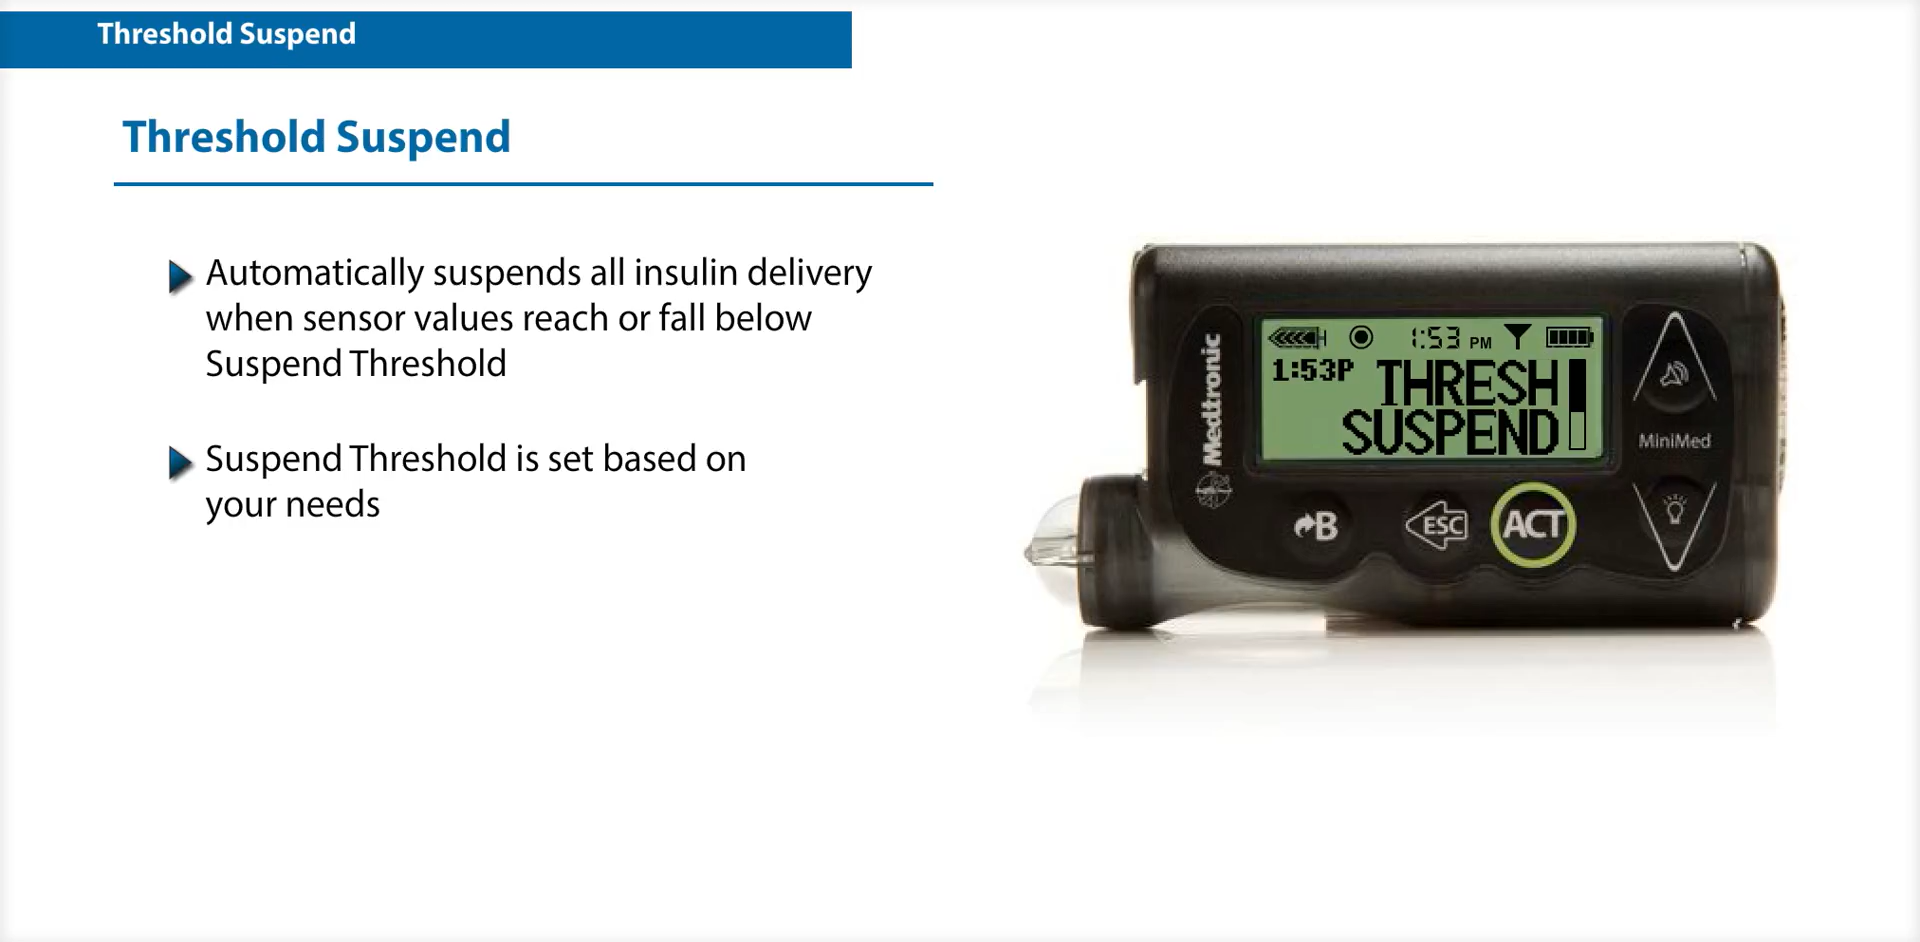 Threshold Suspend
Threshold Suspend
Automatically suspends all insulin delivery
when sensor values reach or fall below
Suspend Threshold
Suspend Threshold is set based on
your needs
Medtronic
1:53 PM
1:53P THRESH
SUSPEND
MiniMed
B
ESC
ACT